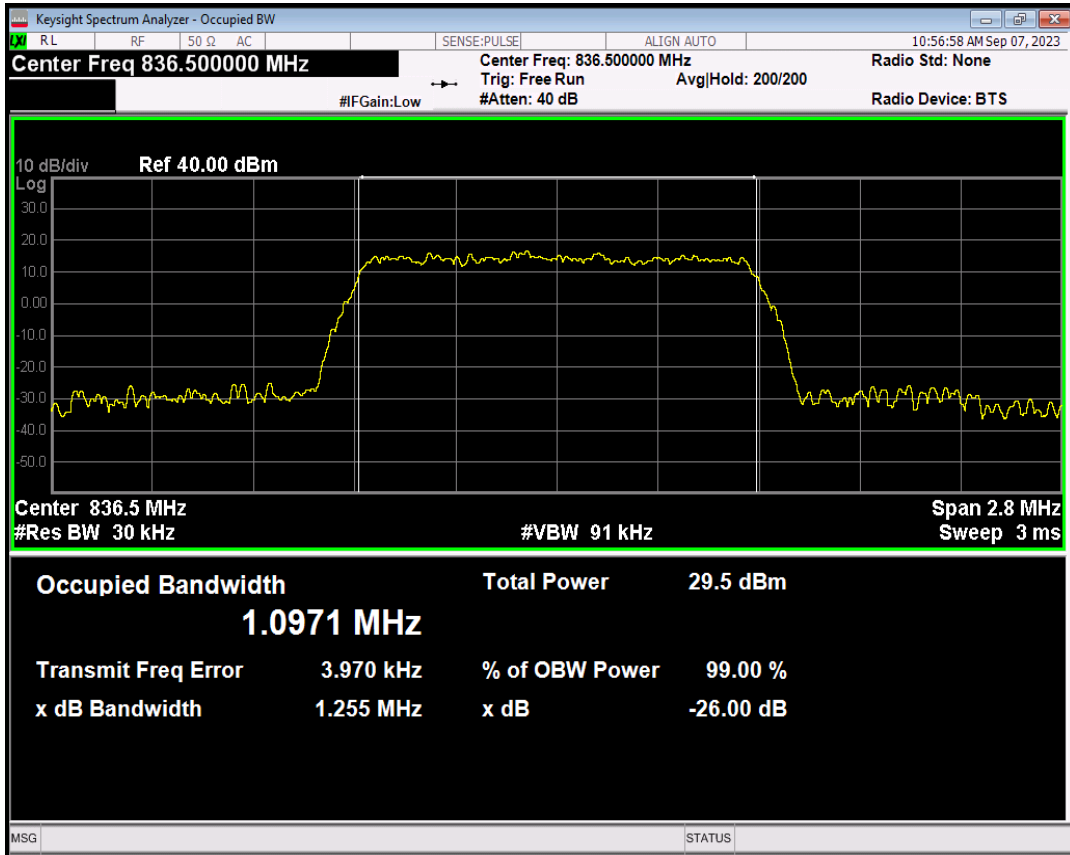 Keysight Spectrum Analyzer - Occupied BW
LXI RL RF 50 Ω AC SENSE:PULSE ALIGN AUTO 10:56:58 AM Sep 07, 2023
Center Freq 836.500000 MHz Center Freq: 836.500000 MHz Radio Std: None
Trig: Free Run Avg|Hold: 200/200
#IFGain:Low #Atten: 40 dB Radio Device: BTS
10 dB/div Ref 40.00 dBm
Log
30.0
20.0
10.0
0.00
-10.0
-20.0
-30.0
-40.0
-50.0
Center 836.5 MHz Span 2.8 MHz
#Res BW 30 kHz #VBW 91 kHz Sweep 3 ms
Occupied Bandwidth Total Power 29.5 dBm
1.0971 MHz
Transmit Freq Error 3.970 kHz % of OBW Power 99.00 %
x dB Bandwidth 1.255 MHz x dB -26.00 dB
MSG STATUS